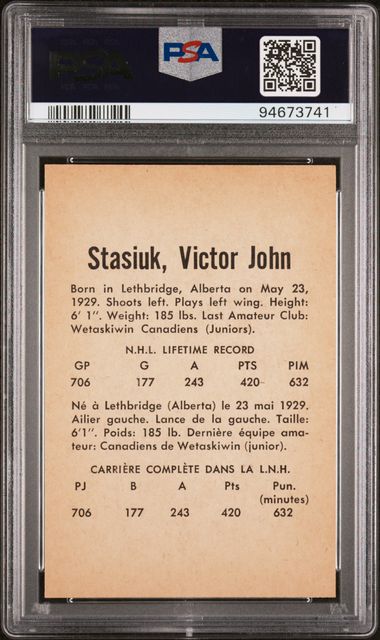 PSA
PSA
94673741
Stasiuk, Victor John
Born in Lethbridge, Alberta on May 23,
1929. Shoots left. Plays left wing. Height:
6' 1". Weight: 185 lbs. Last Amateur Club:
Wetaskiwin Canadiens (Juniors).
N.H.L. LIFETIME RECORD
GP G A PTS PIM
706 177 243 420 632
Né à Lethbridge (Alberta) le 23 mai 1929.
Ailier gauche. Lance de la gauche. Taille:
6'1". Poids: 185 lb. Dernière équipe ama-
teur: Canadiens de Wetaskiwin (junior).
CARRIÈRE COMPLÈTE DANS LA L.N.H.
PJ B A Pts Pun.
(minutes)
706 177 243 420 632